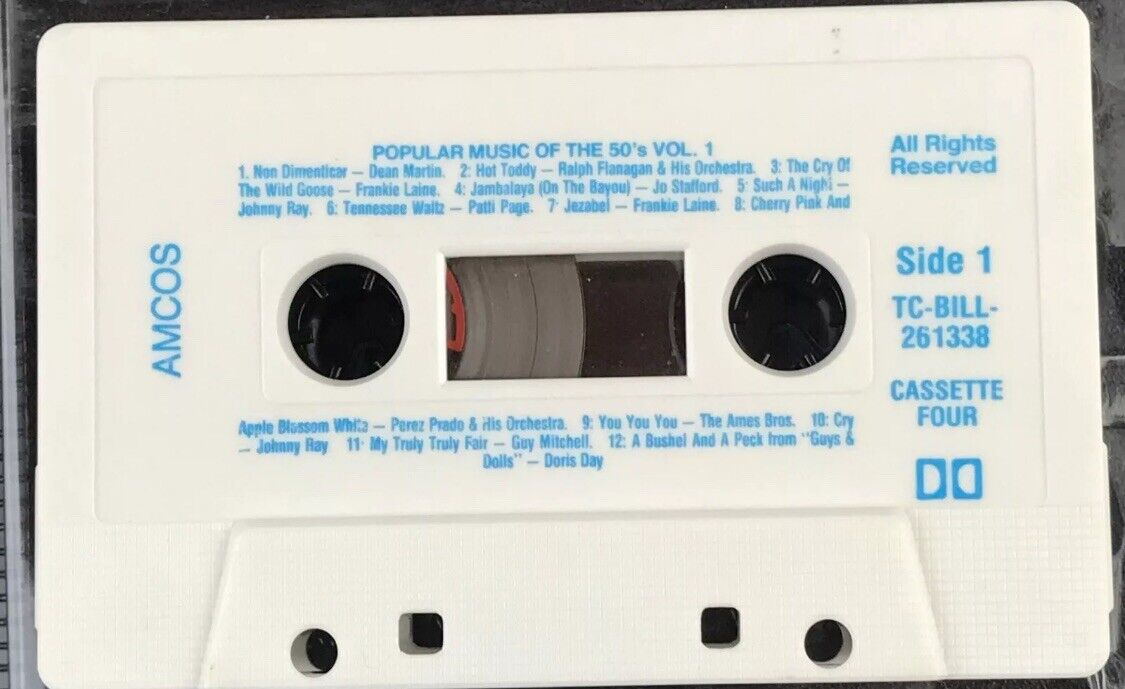 POPULAR MUSIC OF THE 50's VOL. 1
1. Non Dimenticar – Dean Martin. 2: Hot Toddy – Ralph Flanagan & His Orchestra. 3: The Cry Of
The Wild Goose – Frankie Laine. 4: Jambalaya (On The Bayou) – Jo Stafford. 5: Such A Night –
Johnny Ray. 6: Tennessee Waltz – Patti Page. 7: Jezabel – Frankie Laine. 8: Cherry Pink And
All Rights
Reserved
AMCOS
Side 1
TC-BILL-
261338
CASSETTE
FOUR
Apple Blossom White – Perez Prado & His Orchestra. 9: You You You – The Ames Bros. 10: Cry
– Johnny Ray 11: My Truly Truly Fair – Guy Mitchell. 12: A Bushel And A Peck from "Guys &
Dolls" – Doris Day